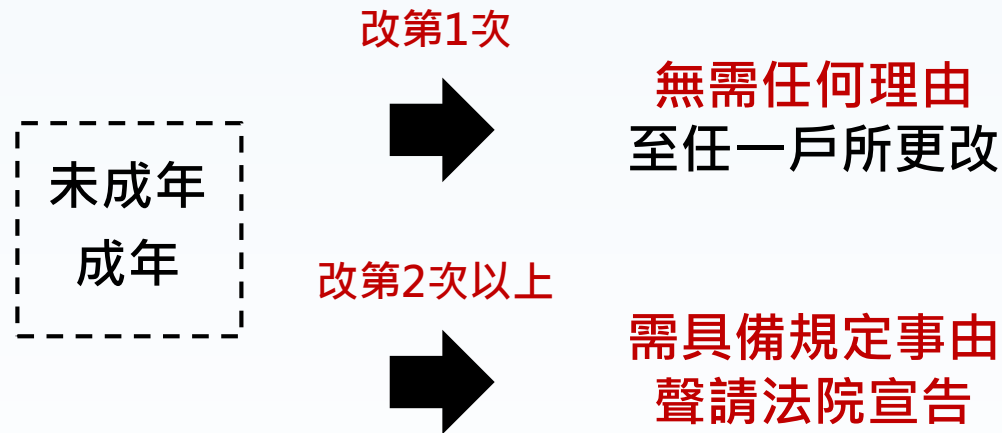 改第1次
無需任何理由
至任一戶所更改
未成年
成年
改第2次以上
需具備規定事由
聲請法院宣告